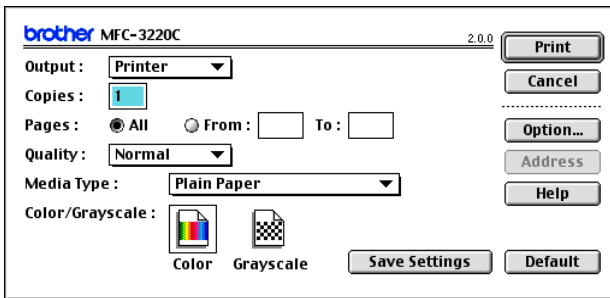 brother MFC-3220C 2.0.0
Print
Output : Printer
Cancel
Copies : 1
Pages : All From : To :
Option...
Quality : Normal
Address
Media Type : Plain Paper
Help
Color/Grayscale :
Color Grayscale
Save Settings Default